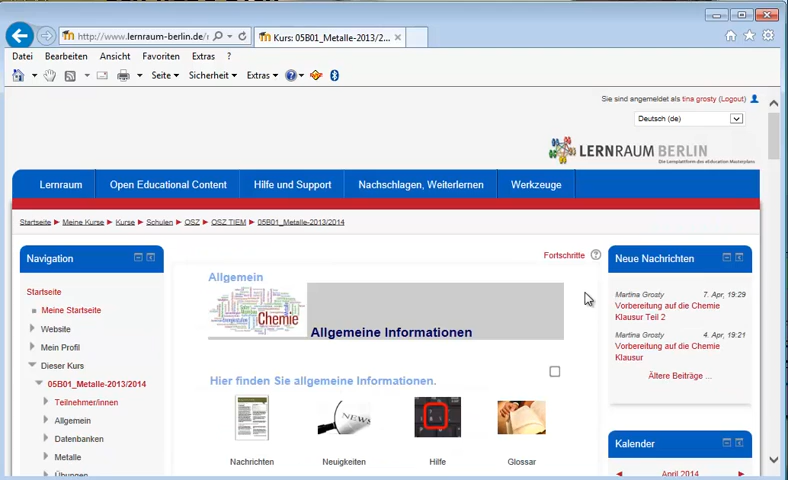 http://www.lernraum-berlin.de/r
Kurs: 05B01_Metalle-2013/2...
Datei Bearbeiten Ansicht Favoriten Extras ?
Seite Sicherheit Extras
Sie sind angemeldet als tina grosty (Logout)
Deutsch (de)
LERNRAUM BERLIN
Die Lernplattform des eEducation Masterplans
Lernraum Open Educational Content Hilfe und Support Nachschlagen, Weiterlernen Werkzeuge
Startseite Meine Kurse Kurse Schulen OSZ OSZ TIEM 05B01_Metalle-2013/2014
Navigation
Startseite
Meine Startseite
Website
Mein Profil
Dieser Kurs
05B01_Metalle-2013/2014
Teilnehmer/innen
Allgemein
Datenbanken
Metalle
Übungen
Fortschritte ?
Allgemein
Chemie
Allgemeine Informationen
Hier finden Sie allgemeine Informationen.
NEWS
Nachrichten Neuigkeiten Hilfe Glossar
Neue Nachrichten
Martina Grosty 7. Apr, 19:29
Vorbereitung auf die Chemie
Klausur Teil 2
Martina Grosty 4. Apr, 19:21
Vorbereitung auf die Chemie
Klausur
Ältere Beiträge ...
Kalender
April 2014